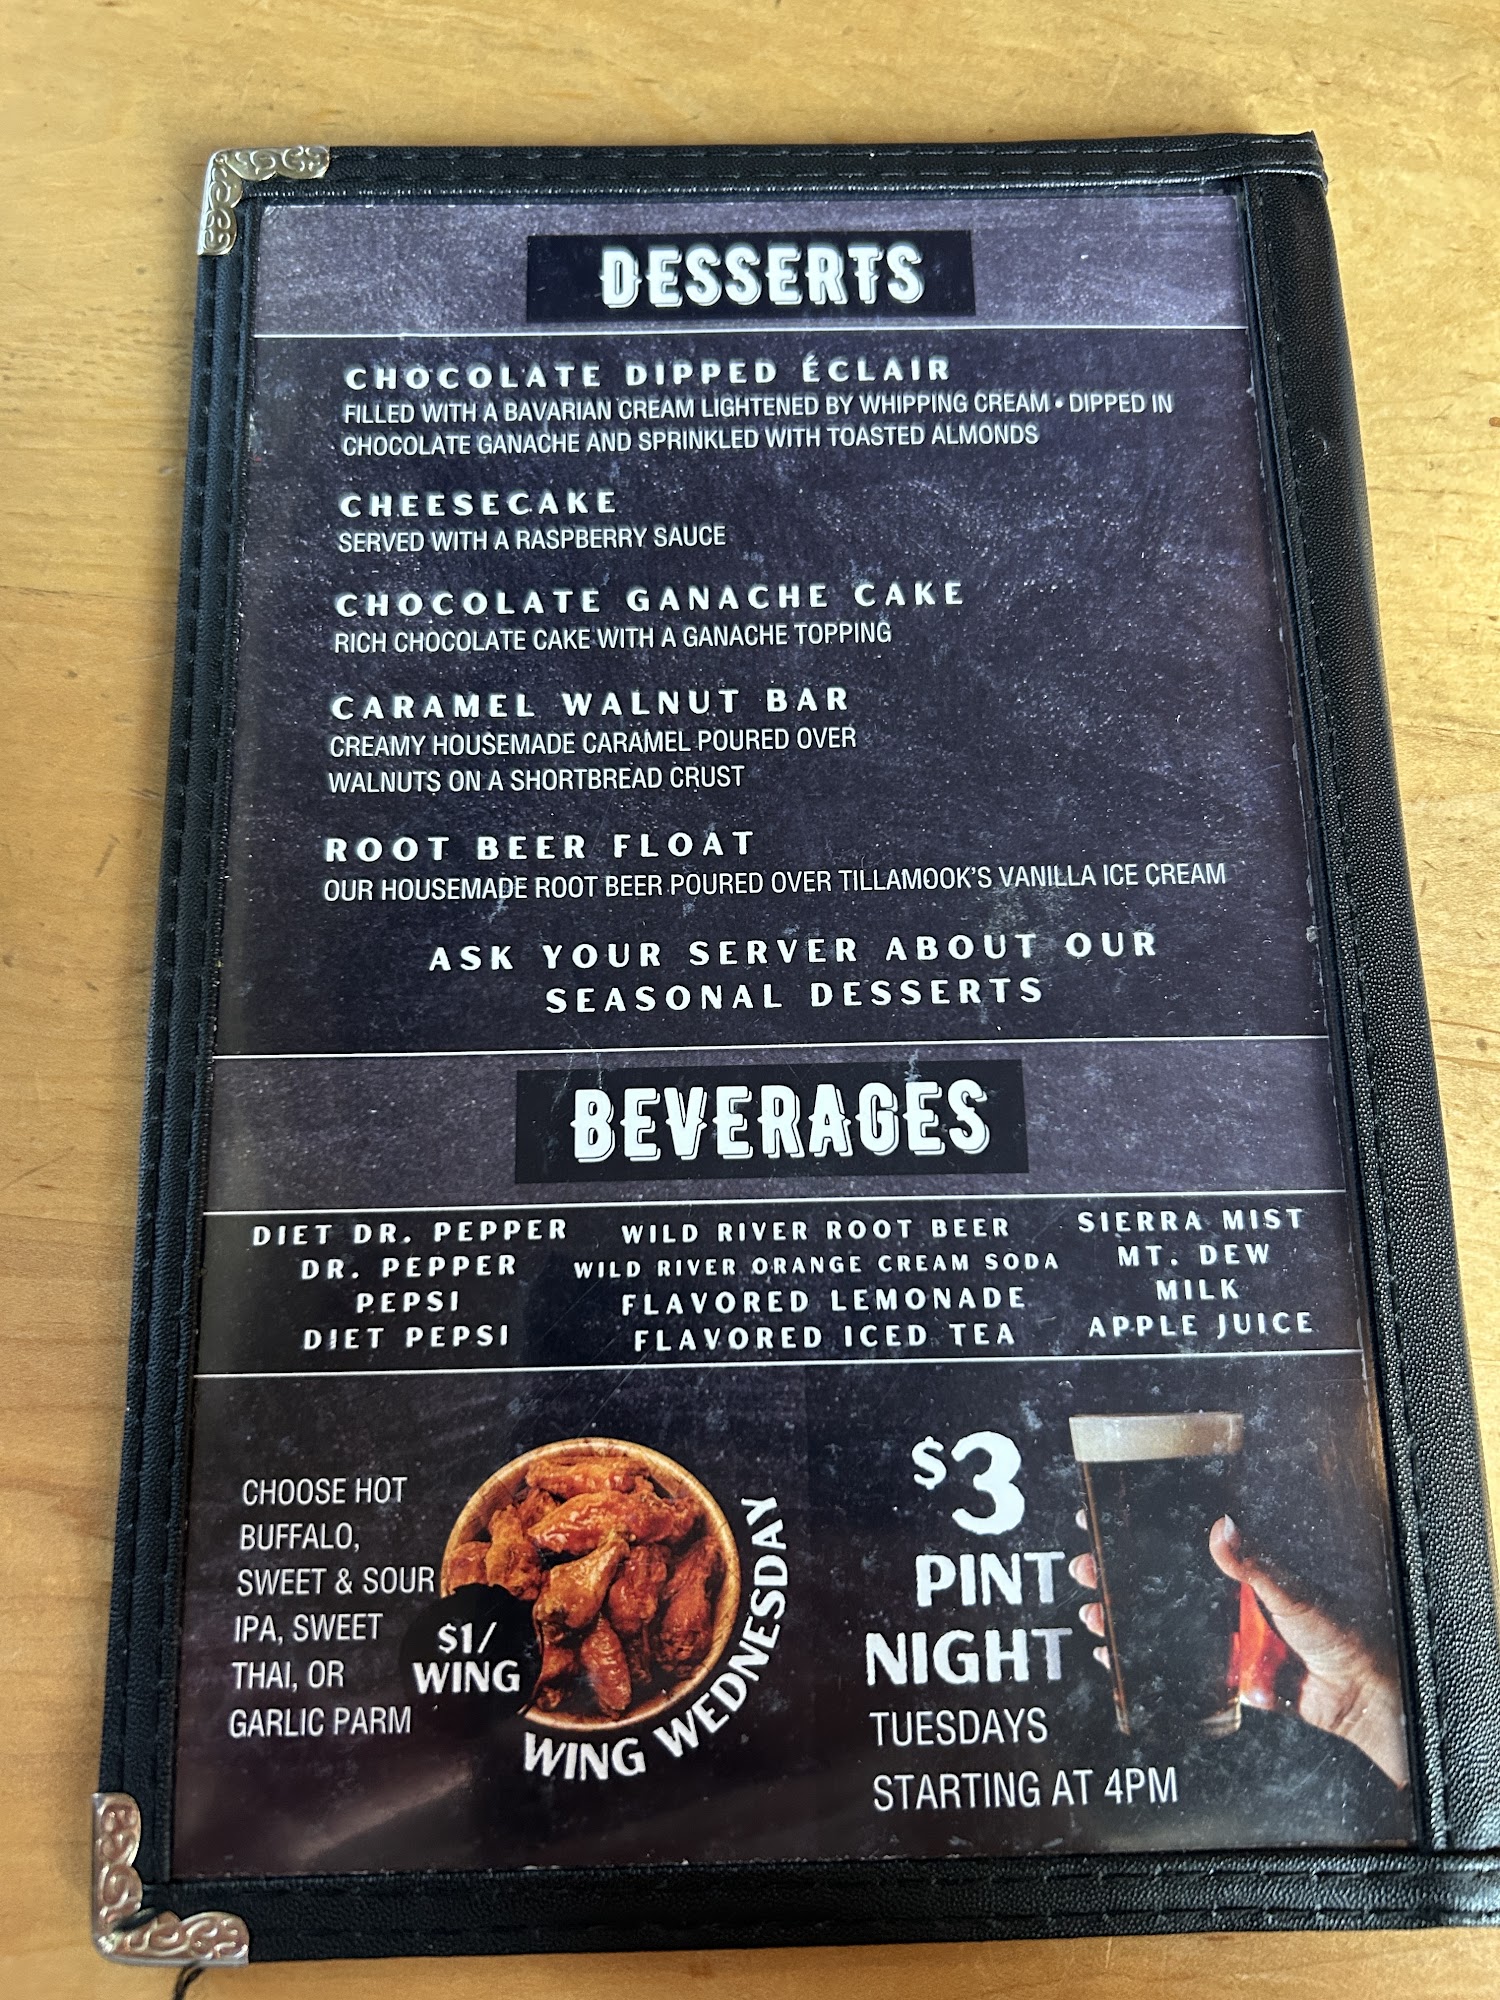 DESSERTS
CHOCOLATE DIPPED ÉCLAIR
FILLED WITH A BAVARIAN CREAM LIGHTENED BY WHIPPING CREAM • DIPPED IN
CHOCOLATE GANACHE AND SPRINKLED WITH TOASTED ALMONDS
CHEESECAKE
SERVED WITH A RASPBERRY SAUCE
CHOCOLATE GANACHE CAKE
RICH CHOCOLATE CAKE WITH A GANACHE TOPPING
CARAMEL WALNUT BAR
CREAMY HOUSEMADE CARAMEL POURED OVER
WALNUTS ON A SHORTBREAD CRUST
ROOT BEER FLOAT
OUR HOUSEMADE ROOT BEER POURED OVER TILLAMOOK'S VANILLA ICE CREAM
ASK YOUR SERVER ABOUT OUR
SEASONAL DESSERTS
BEVERAGES
DIET DR. PEPPER
DR. PEPPER
PEPSI
DIET PEPSI
WILD RIVER ROOT BEER
WILD RIVER ORANGE CREAM SODA
FLAVORED LEMONADE
FLAVORED ICED TEA
SIERRA MIST
MT. DEW
MILK
APPLE JUICE
CHOOSE HOT
BUFFALO,
SWEET & SOUR
IPA, SWEET
THAI, OR
GARLIC PARM
$1/
WING
WING WEDNESDAY
$3
PINT
NIGHT
TUESDAYS
STARTING AT 4PM